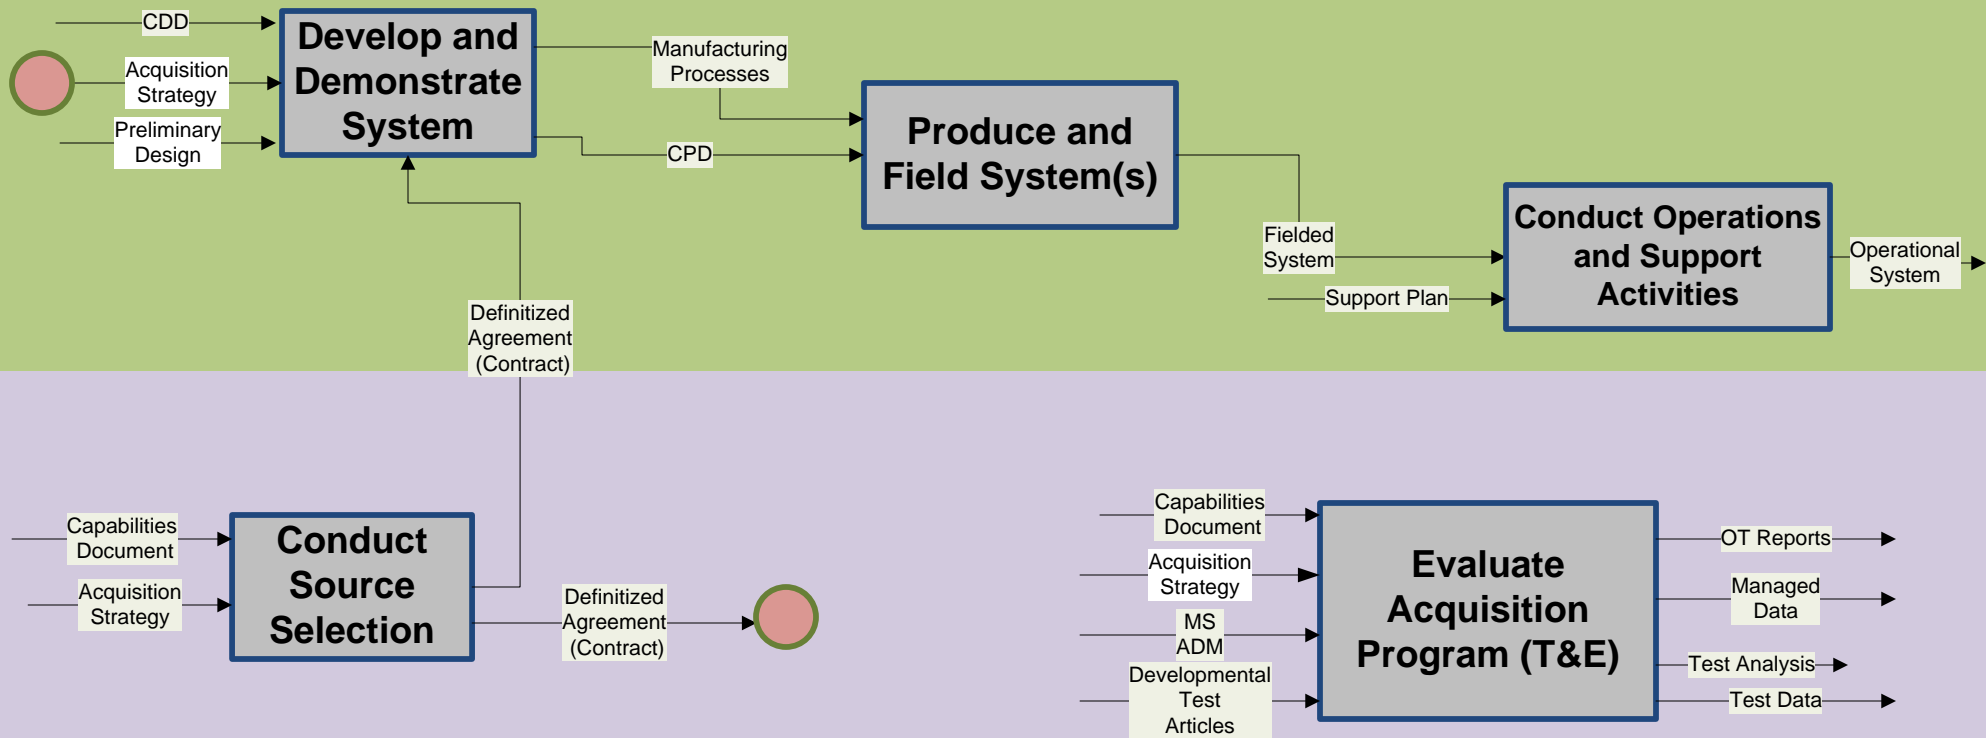 CDD
Acquisition
Strategy
Preliminary
Design
Develop and
Demonstrate
System
Manufacturing
Processes
CPD
Produce and
Field System(s)
Fielded
System
Support Plan
Conduct Operations
and Support
Activities
Operational
System
Definitized
Agreement
(Contract)
Capabilities
Document
Acquisition
Strategy
Conduct
Source
Selection
Definitized
Agreement
(Contract)
Capabilities
Document
Acquisition
Strategy
MS
ADM
Developmental
Test
Articles
Evaluate
Acquisition
Program (T&E)
OT Reports
Managed
Data
Test Analysis
Test Data